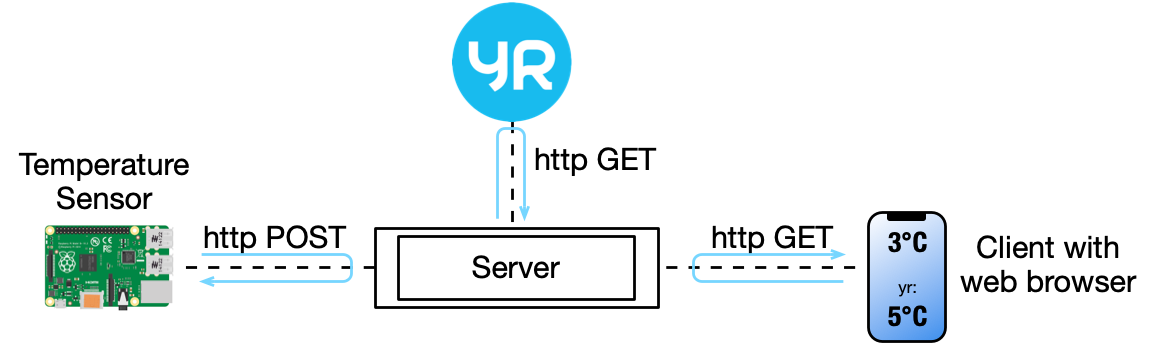 YR
http GET
Temperature
Sensor
http POST
Server
http GET
3°C
yr:
5°C
Client with
web browser